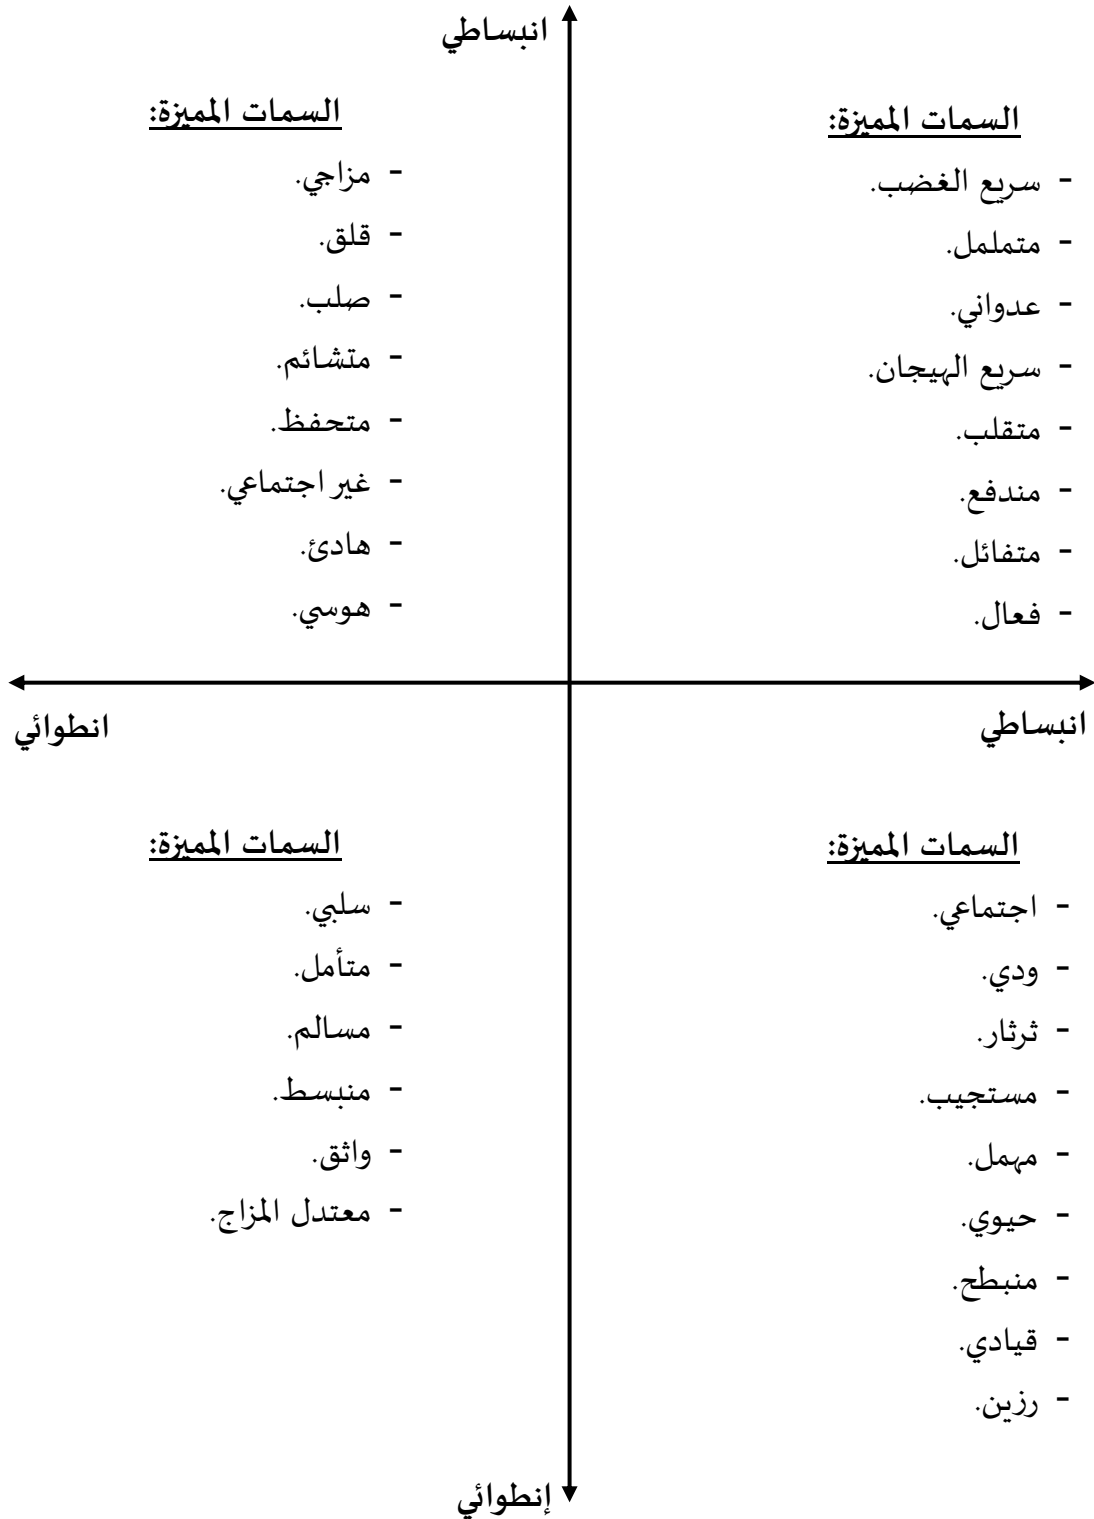 انبساطي
السمات المميزة:
- سريع الغضب.
- متململ.
- عدواني.
- سريع الهيجان.
- متقلب.
- مندفع.
- متفائل.
- فعال.
السمات المميزة:
- مزاجي.
- قلق.
- صلب.
- متشائم.
- متحفظ.
- غير اجتماعي.
- هادئ.
- هوسي.
انبساطي
انطوائي
السمات المميزة:
- اجتماعي.
- ودي.
- ثرثار.
- مستجيب.
- مهمل.
- حيوي.
- منبطح.
- قيادي.
- رزين.
السمات المميزة:
- سلبي.
- متأمل.
- مسالم.
- منبسط.
- واثق.
- معتدل المزاج.
إنطوائي